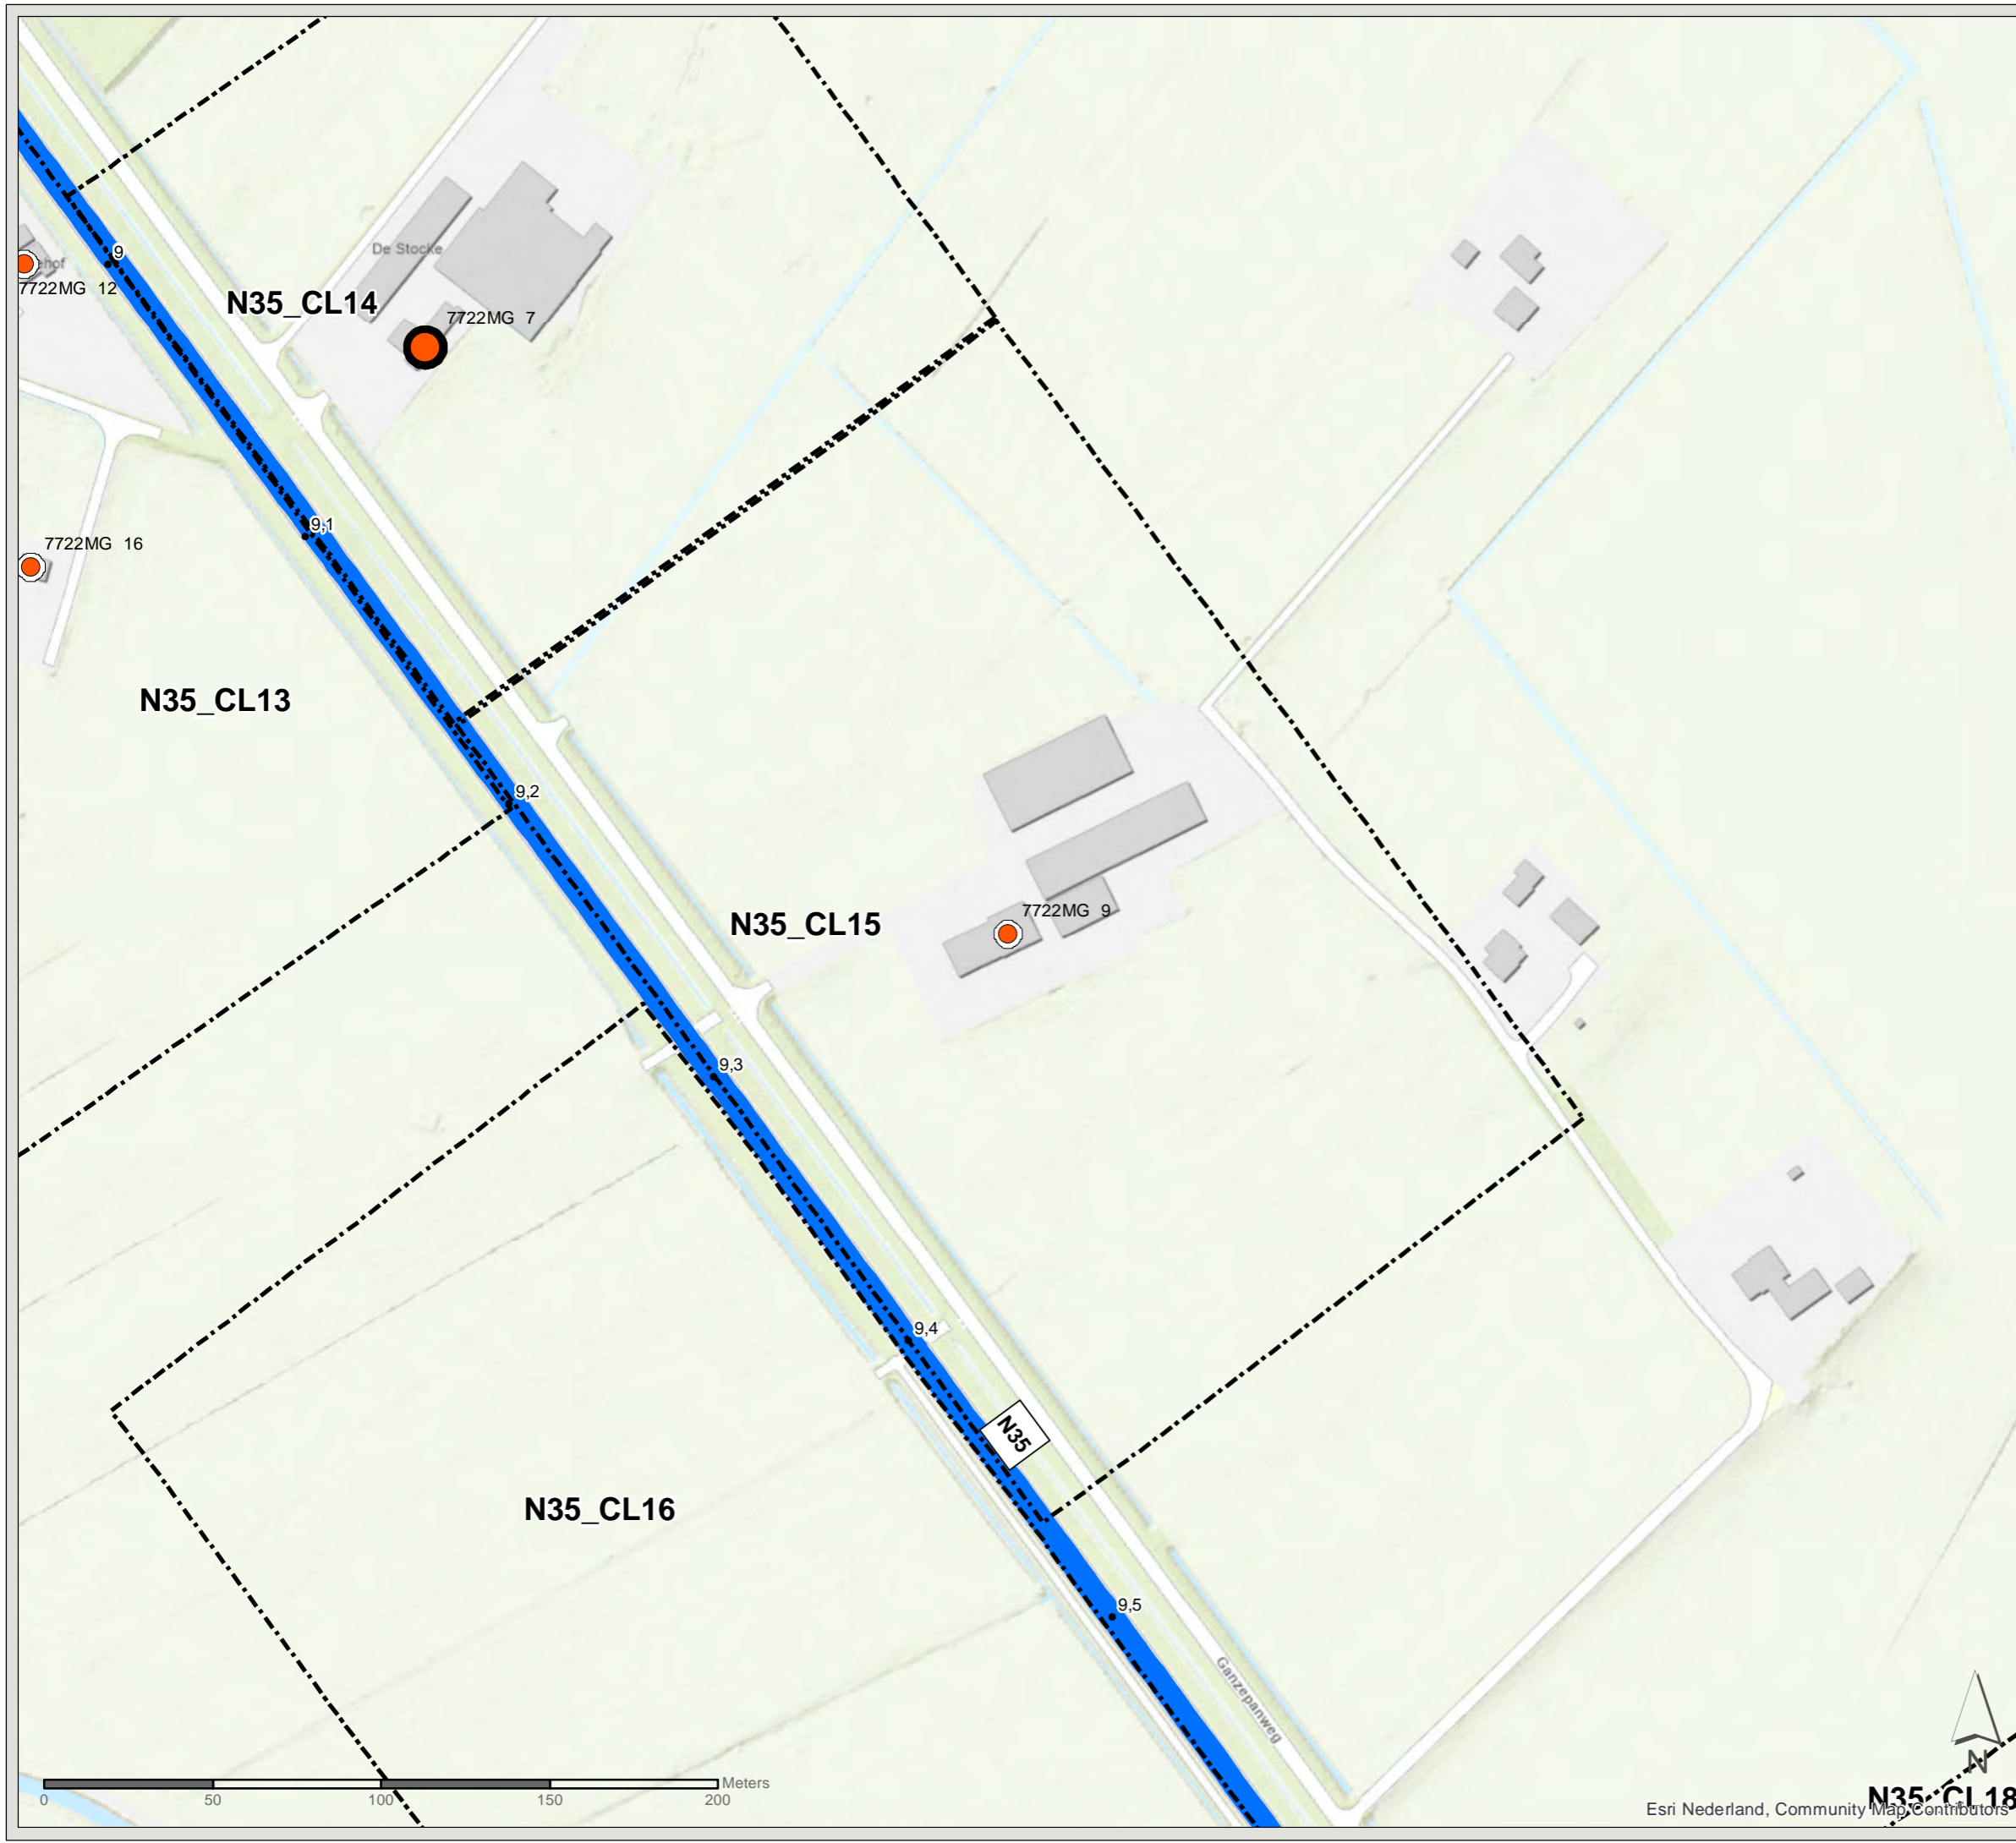 9
De Stocke
ehof
7722MG 12
N35_CL14
7722MG 7
9,1
7722MG 16
N35_CL13
9,2
7722MG 9
N35_CL15
9,3
9,4
N35
N35_CL16
9,5
Ganzepanweg
N
Meters
0 50 100 150 200
N35_CL18
Esri Nederland, Community Map Contributors